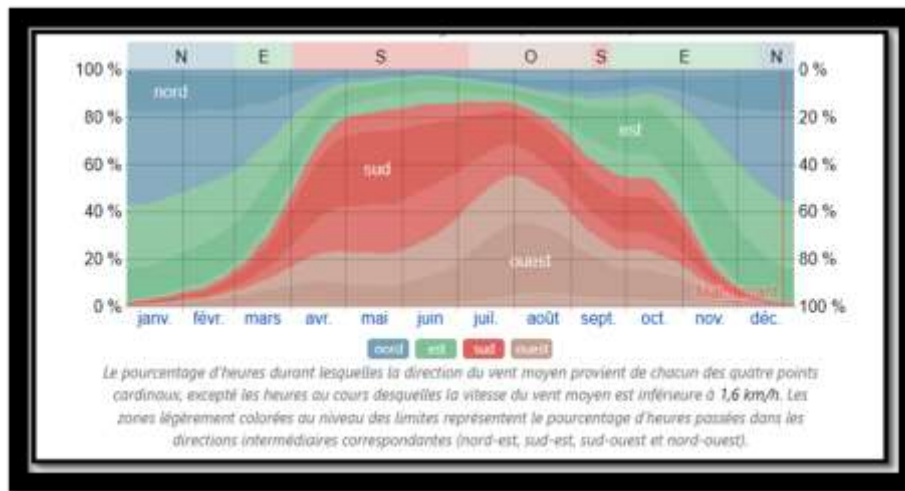 N E S O S E N
100 % 0 %
nord
80 % est 20 %
60 % sud 40 %
40 % 60 %
20 % ouest 80 %
0 % 100 %
janv. févr. mars avr. mai juin juil. août sept. oct. nov. déc.
nord est sud ouest
Le pourcentage d'heures durant lesquelles la direction du vent moyen provient de chacun des quatre points
cardinaux, excepté les heures au cours desquelles la vitesse du vent moyen est inférieure à 1,6 km/h. Les
zones légèrement colorées au niveau des limites représentent le pourcentage d'heures passées dans les
directions intermédiaires correspondantes (nord-est, sud-est, sud-ouest et nord-ouest).